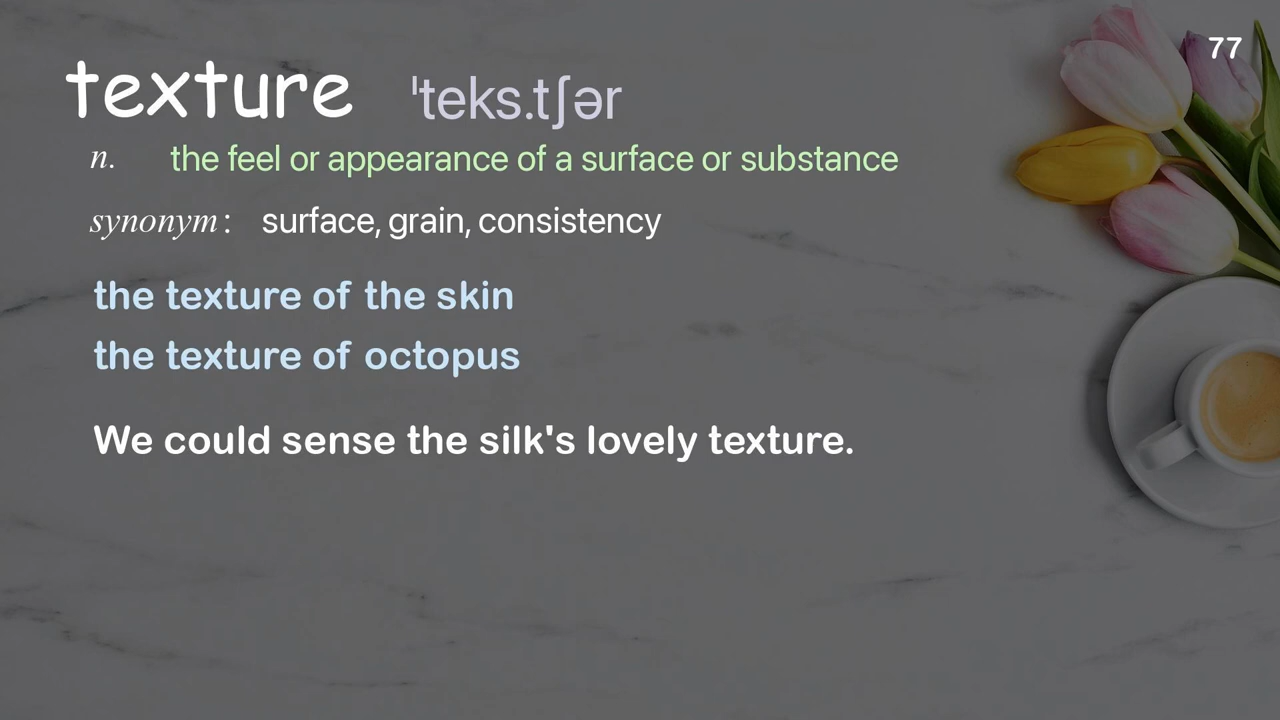 77
texture ˈteks.tʃər
n. the feel or appearance of a surface or substance
synonym: surface, grain, consistency
the texture of the skin
the texture of octopus
We could sense the silk's lovely texture.